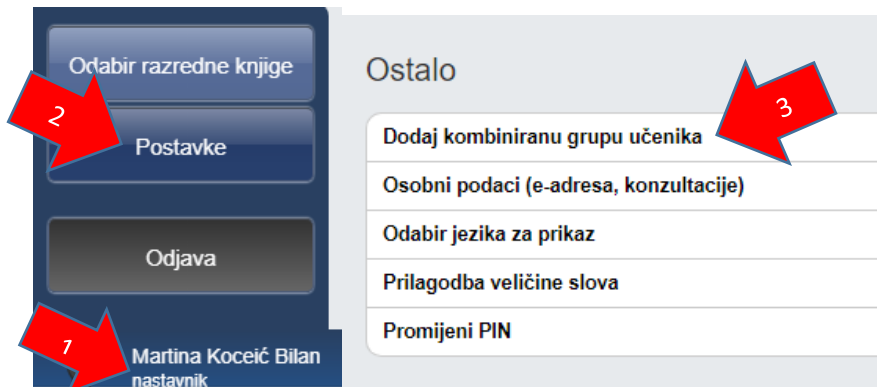 Odabir razredne knjige
2
Postavke
Odjava
1
Martina Koceić Bilan
nastavnik
Ostalo
3
Dodaj kombiniranu grupu učenika
Osobni podaci (e-adresa, konzultacije)
Odabir jezika za prikaz
Prilagodba veličine slova
Promijeni PIN